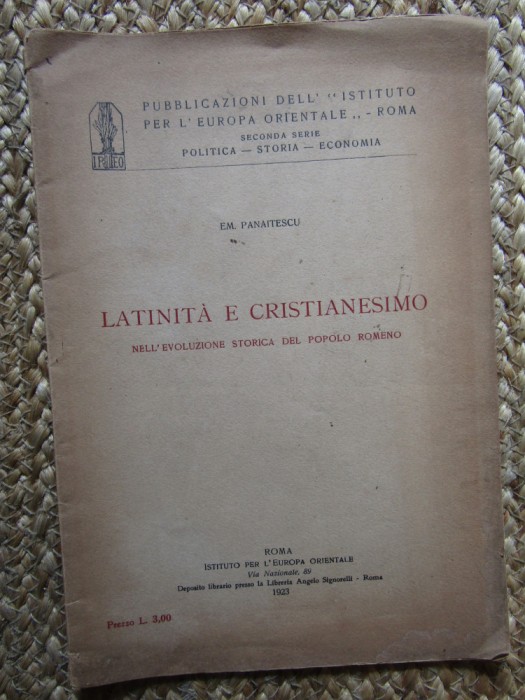 PUBBLICAZIONI DELL' “ ISTITUTO
PER L'EUROPA ORIENTALE „ - ROMA
SECONDA SERIE
POLITICA — STORIA — ECONOMIA
EM. PANAITESCU
LATINITÀ E CRISTIANESIMO
NELL'EVOLUZIONE STORICA DEL POPOLO ROMENO
ROMA
ISTITUTO PER L'EUROPA ORIENTALE
Via Nazionale, 89
Deposito librario presso la Libreria Angelo Signorelli - Roma
1923
Prezzo L. 3,00